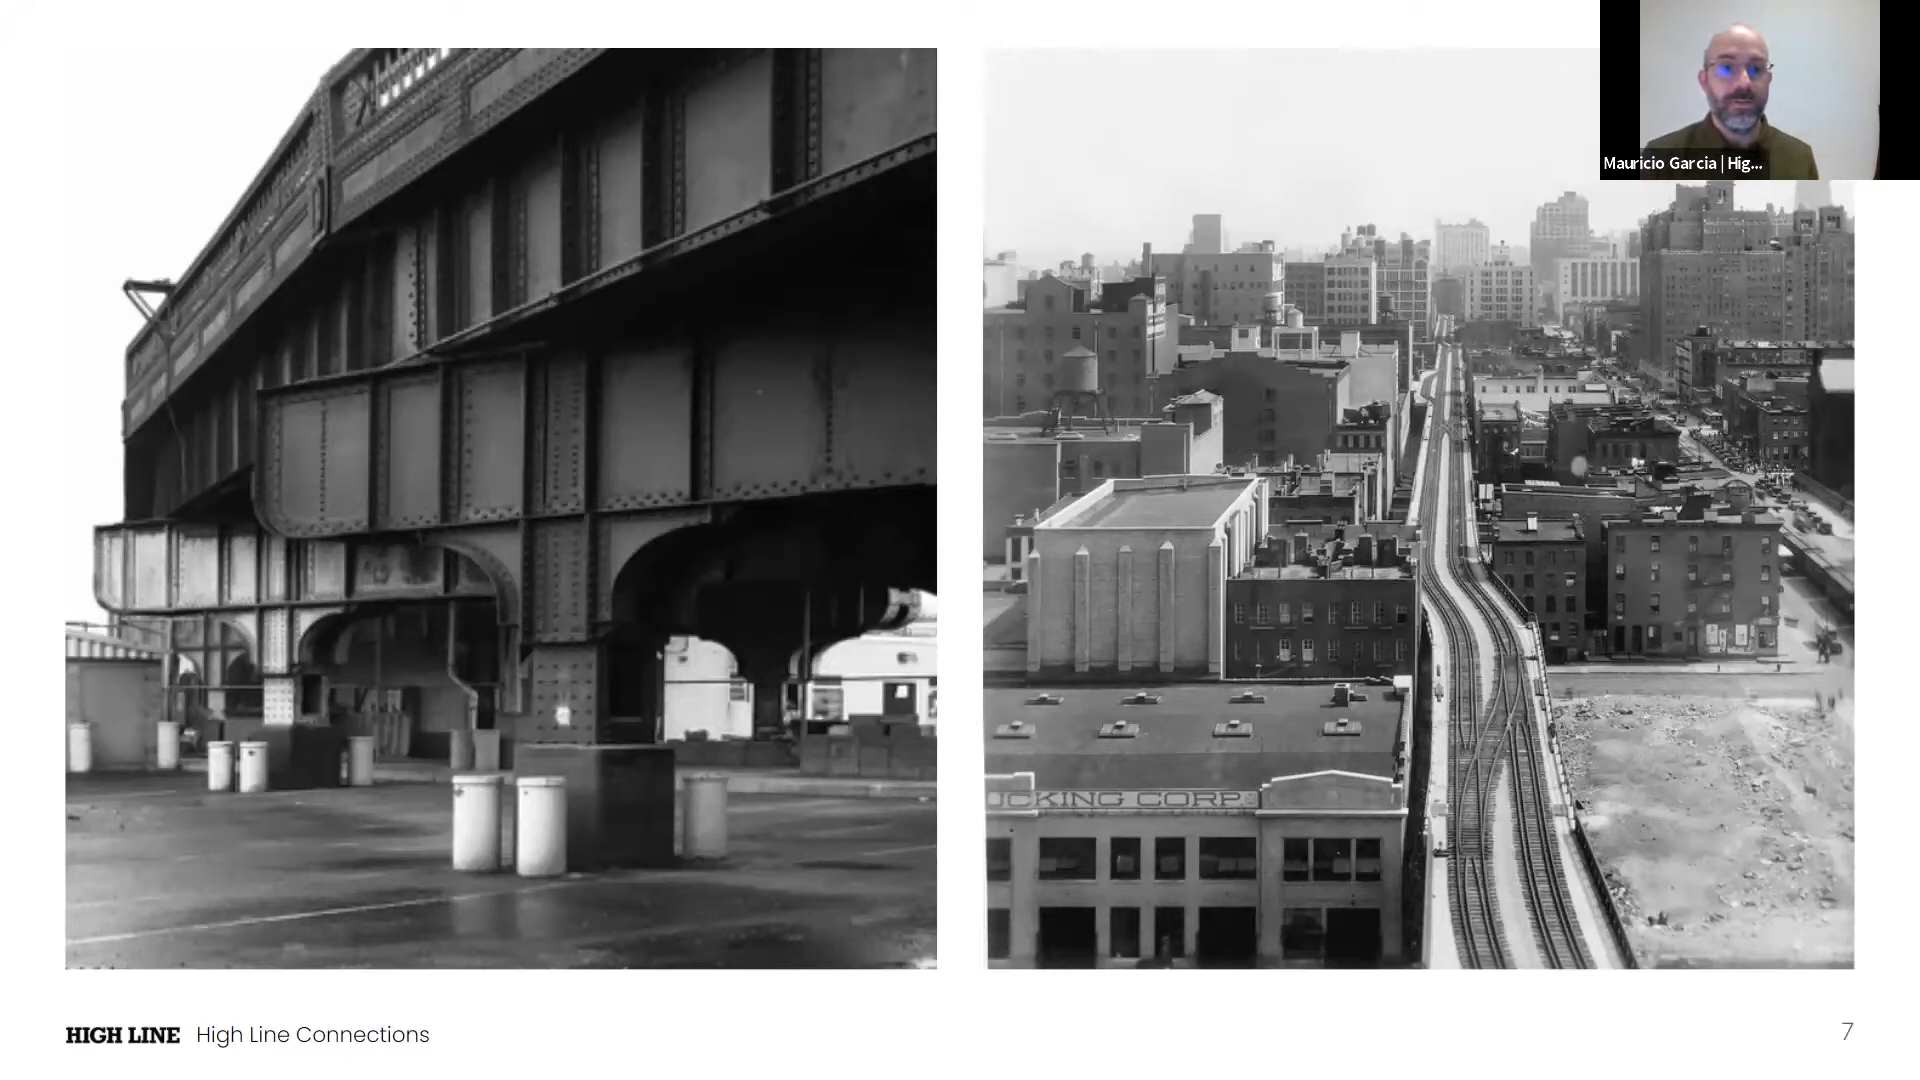 Mauricio Garcia | Hig...
UCKING CORP.
HIGH LINE High Line Connections
7